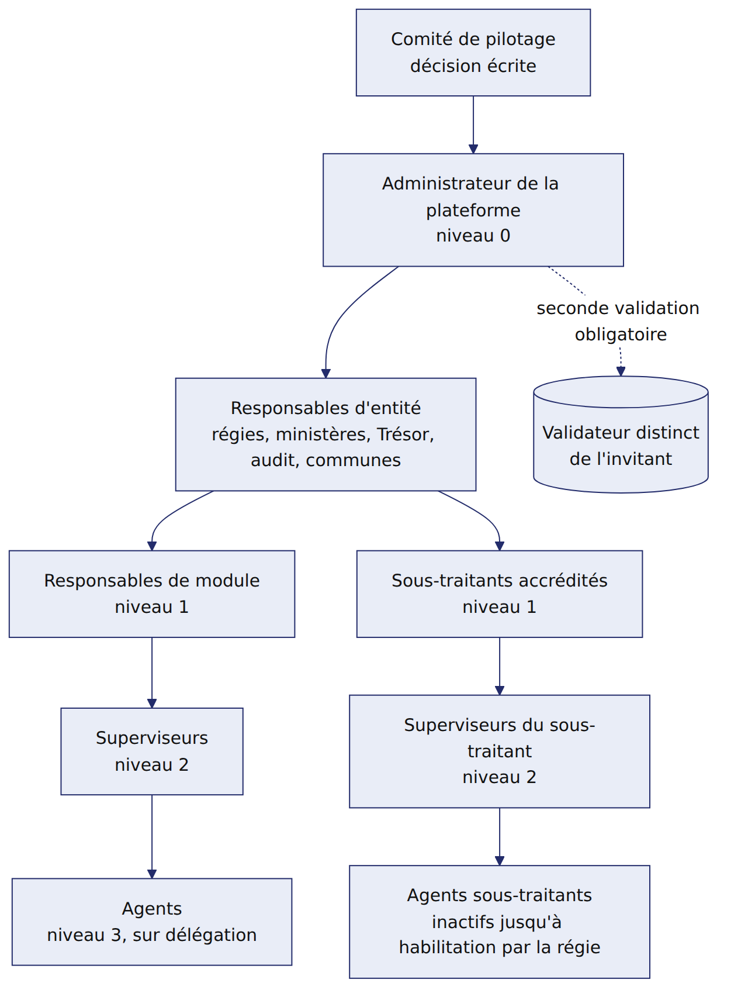 Comité de pilotage
décision écrite
Administrateur de la
plateforme
niveau 0
seconde validation
obligatoire
Responsables d'entité
régies, ministères, Trésor,
audit, communes
Validateur distinct
de l'invitant
Responsables de module
niveau 1
Sous-traitants accrédités
niveau 1
Superviseurs
niveau 2
Superviseurs du sous-
traitant
niveau 2
Agents
niveau 3, sur délégation
Agents sous-traitants
inactifs jusqu'à
habilitation par la régie